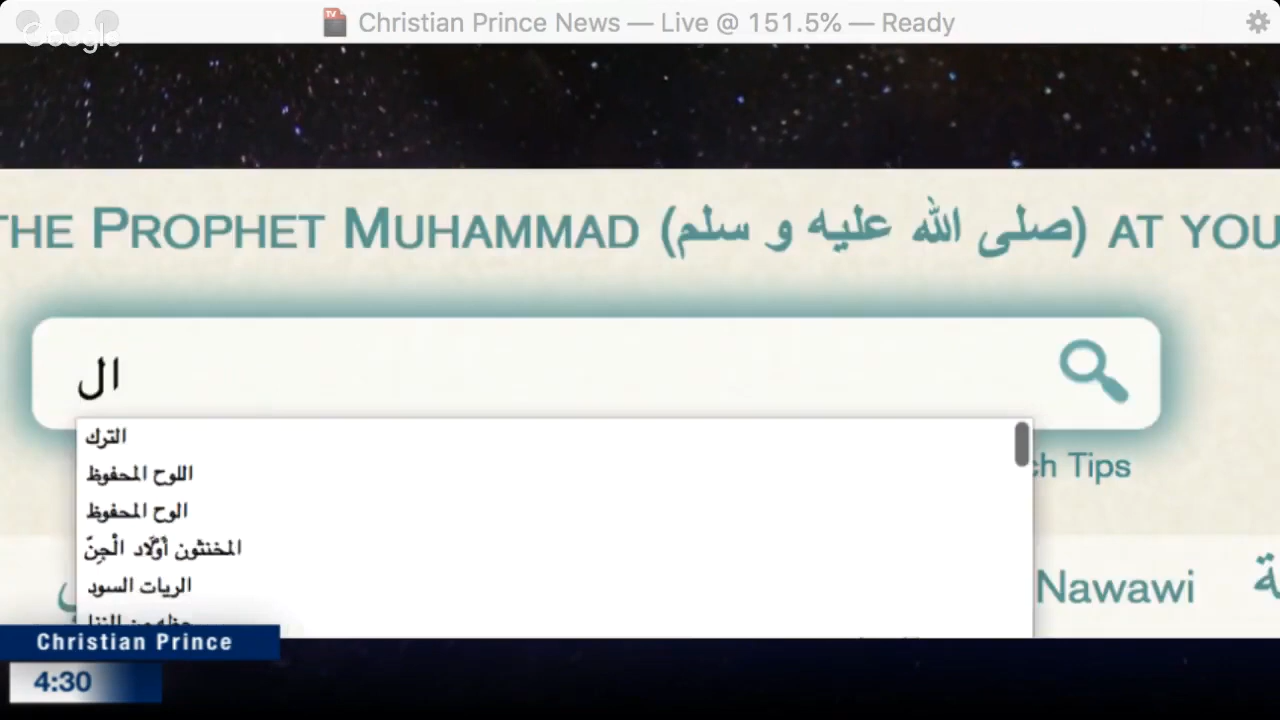 Christian Prince News — Live @ 151.5% — Ready
Google
THE PROPHET MUHAMMAD (صلى الله عليه و سلم) AT YOU
ال
الترك
اللوح المحفوظ
الوح المحفوظ
المخنثون أَوْلَاد الْجِنّ
الريات السود
ch Tips
Nawawi
Christian Prince
4:30